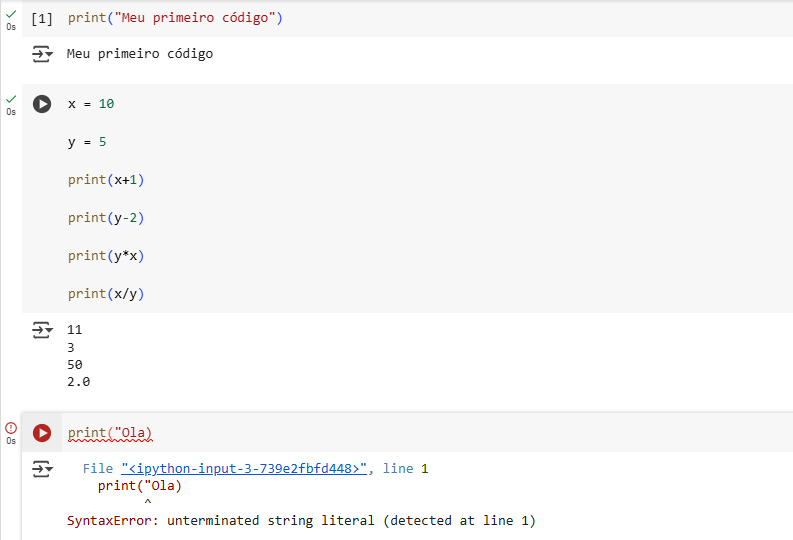 0s
[1] print("Meu primeiro código")
Meu primeiro código
0s
x = 10
y = 5
print(x+1)
print(y-2)
print(y*x)
print(x/y)
11
3
50
2.0
0s
print("Ola)
File "<ipython-input-3-739e2fbfd448>", line 1
print("Ola)
^
SyntaxError: unterminated string literal (detected at line 1)